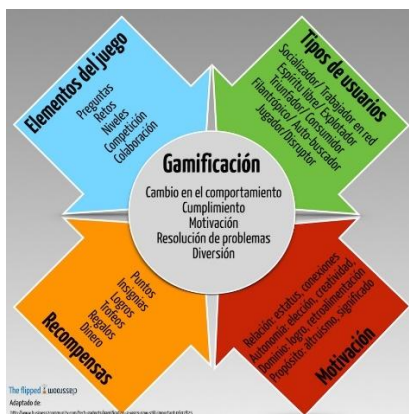 Elementos del juego
Preguntas
Retos
Niveles
Competición
Colaboración
Tipos de usuarios
Socializador/ Trabajador en red
Espíritu libre/ Explotador
Triunfador/ Consumidor
Filantrópico/ Auto-buscador
Jugador/Disruptor
Gamificación
Cambio en el comportamiento
Cumplimiento
Motivación
Resolución de problemas
Diversión
Puntos
Insignias
Logros
Trofeos
Regalos
Dinero
Recompensas
Relación: estatus, conexiones
Autonomía: elección, creatividad,
Dominio: logro, retroalimentación
Propósito: altruismo, significado
Motivación
The flipped classroom
Adaptado de: